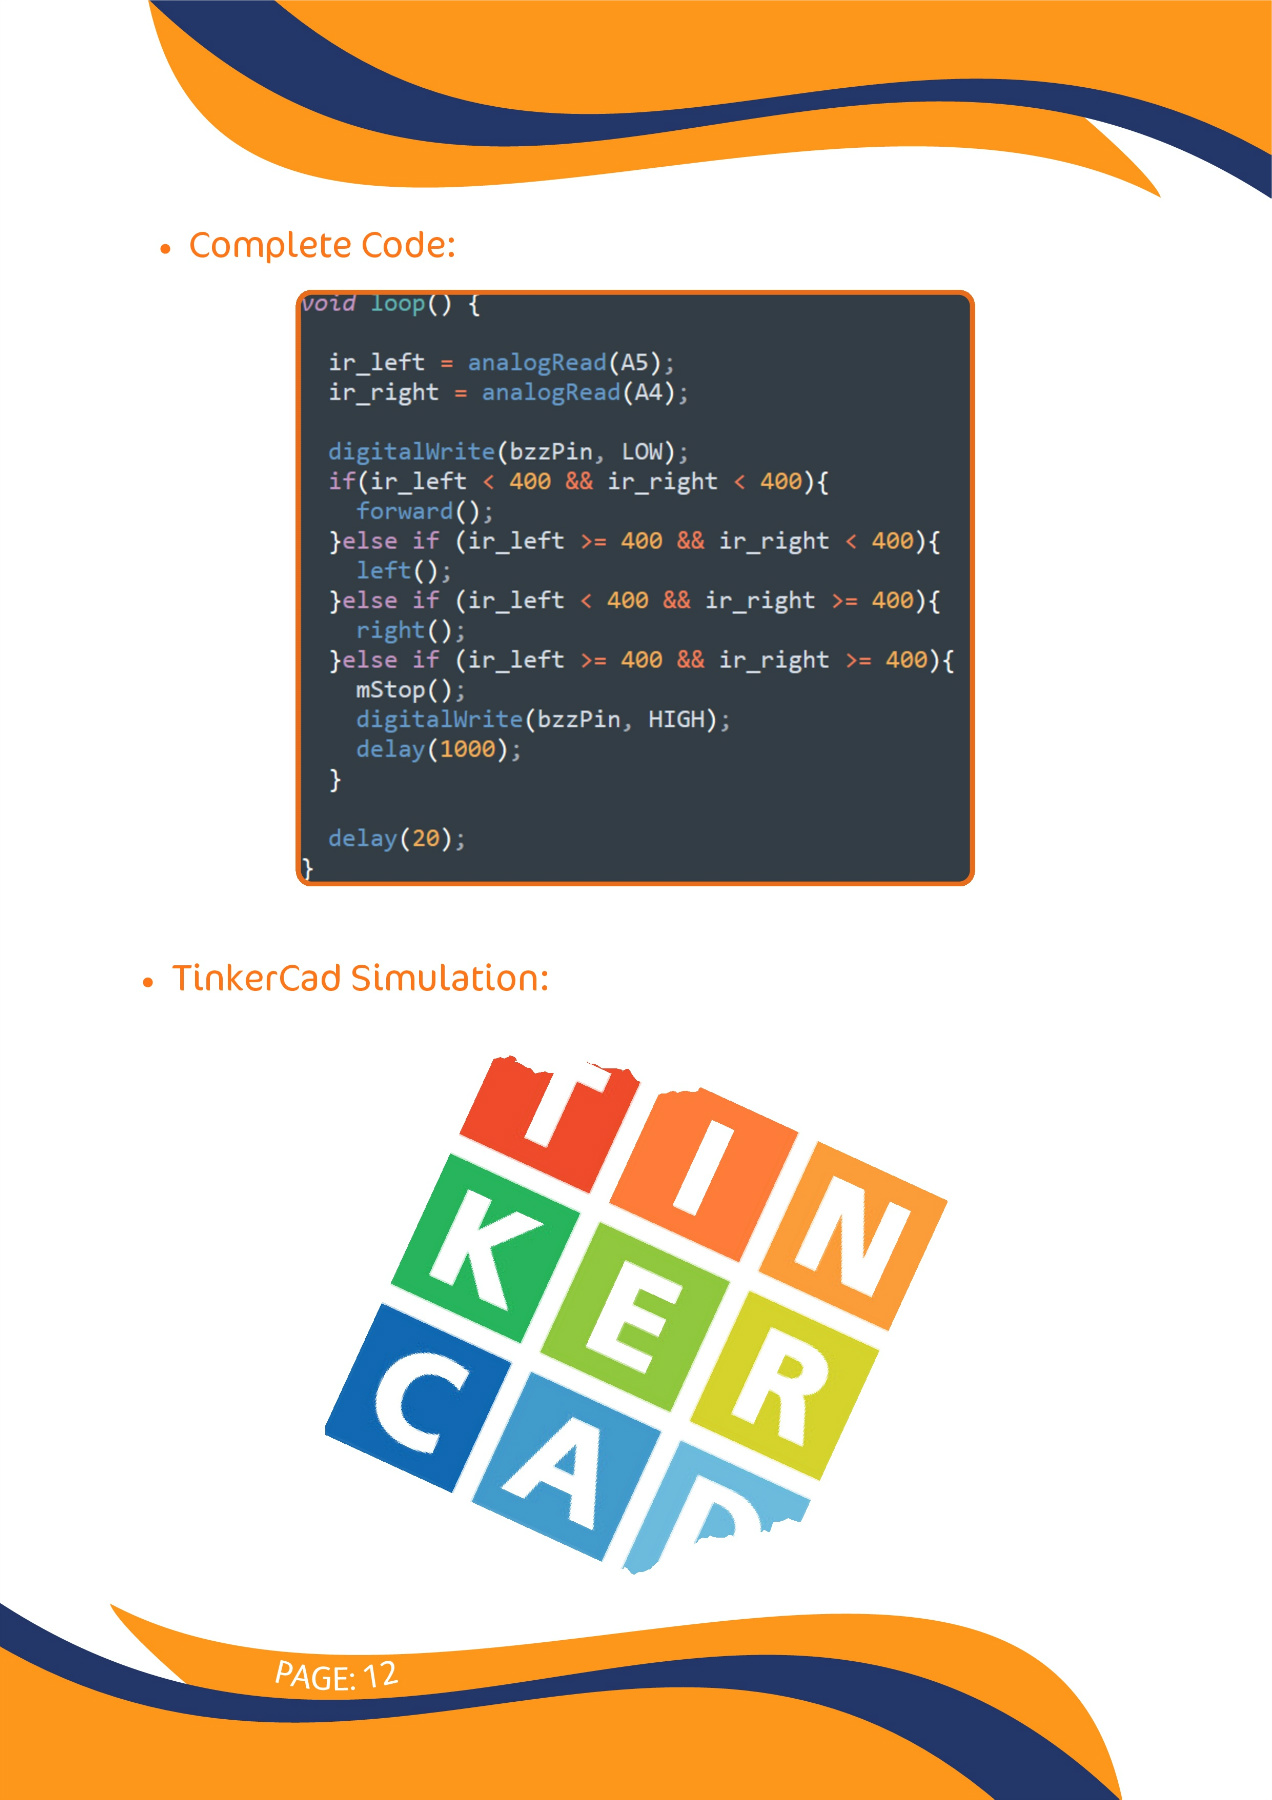 • Complete Code:
void loop() {
ir_left = analogRead(A5);
ir_right = analogRead(A4);
digitalWrite(bzzPin, LOW);
if(ir_left < 400 && ir_right < 400){
forward();
}else if (ir_left >= 400 && ir_right < 400){
left();
}else if (ir_left < 400 && ir_right >= 400){
right();
}else if (ir_left >= 400 && ir_right >= 400){
mStop();
digitalWrite(bzzPin, HIGH);
delay(1000);
}
delay(20);
}
• TinkerCad Simulation:
TIN
KER
CAD
PAGE: 12